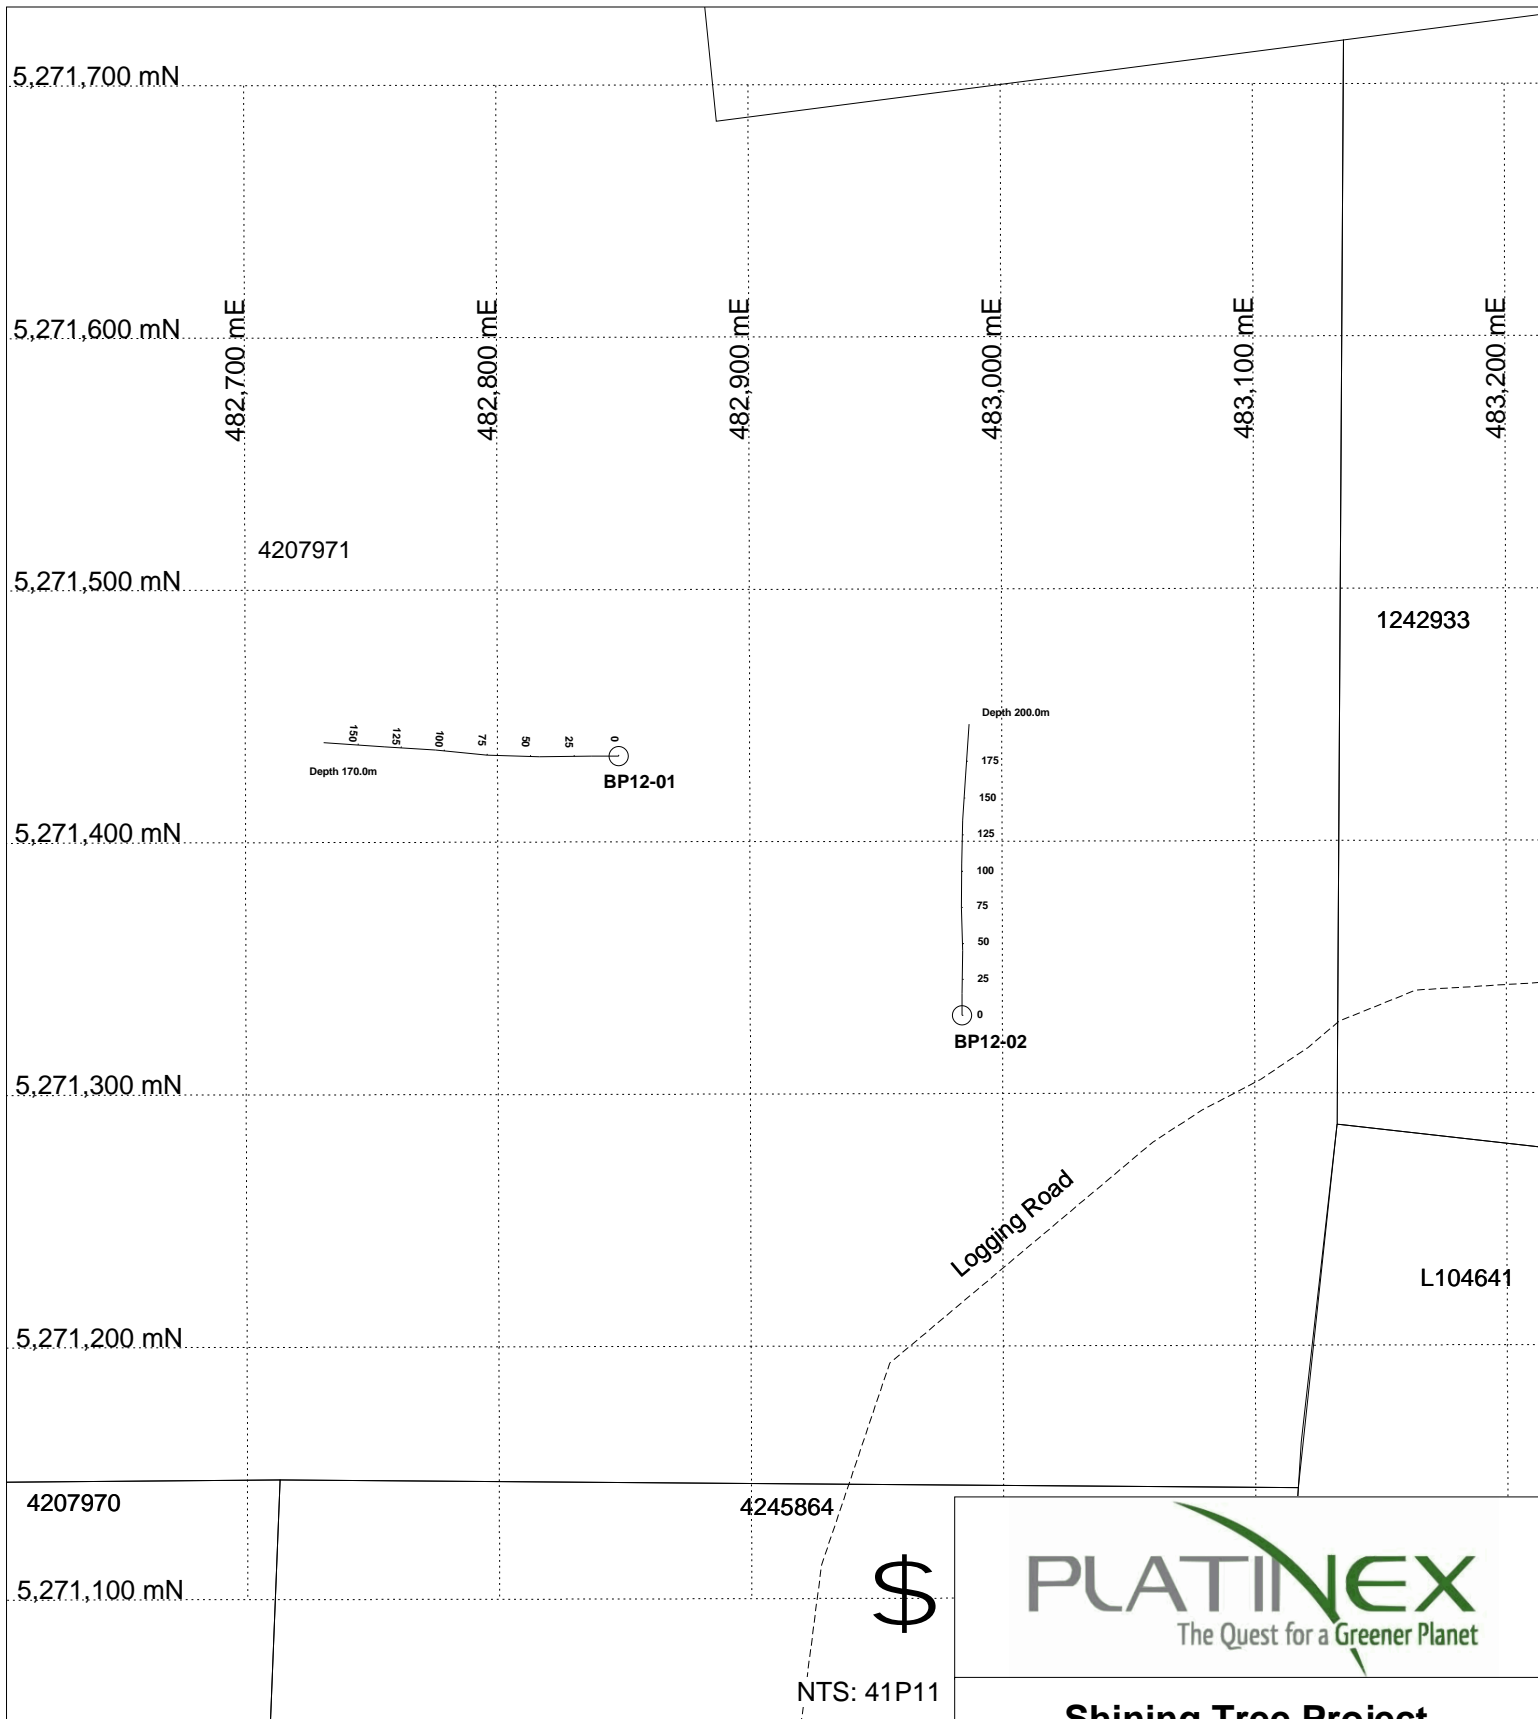 5,271,700 mN
5,271,600 mN
482,700 mE
482,800 mE
482,900 mE
483,000 mE
483,100 mE
483,200 mE
4207971
5,271,500 mN
1242933
150
125
100
75
50
25
0
Depth 170.0m
BP12-01
Depth 200.0m
175
150
125
100
75
50
25
0
BP12-02
5,271,400 mN
5,271,300 mN
Logging Road
L104641
5,271,200 mN
4207970
4245864
5,271,100 mN
$
NTS: 41P11
PLATINEX
The Quest for a Greener Planet
Shining Tree Project